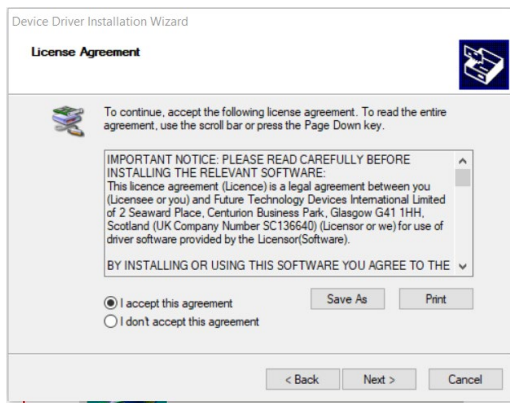 Device Driver Installation Wizard
License Agreement
To continue, accept the following license agreement. To read the entire
agreement, use the scroll bar or press the Page Down key.
IMPORTANT NOTICE: PLEASE READ CAREFULLY BEFORE
INSTALLING THE RELEVANT SOFTWARE:
This licence agreement (Licence) is a legal agreement between you
(Licensee or you) and Future Technology Devices International Limited
of 2 Seaward Place, Centurion Business Park, Glasgow G41 1HH,
Scotland (UK Company Number SC136640) (Licensor or we) for use of
driver software provided by the Licensor(Software).
BY INSTALLING OR USING THIS SOFTWARE YOU AGREE TO THE
I accept this agreement
Save As
Print
I don't accept this agreement
< Back
Next >
Cancel